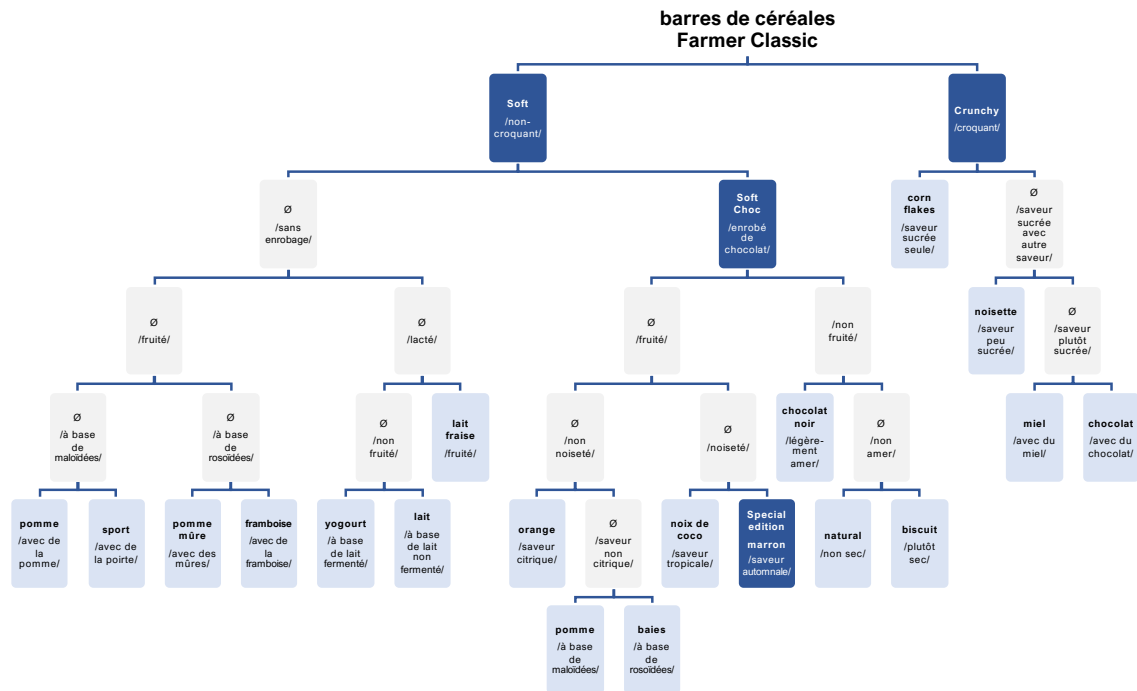 barres de céréales
Farmer Classic
Soft
/non-
croquant/
Crunchy
/croquant/
Ø
/sans
enrobage/
Soft
Choc
/enrobé
de
chocolat/
corn
flakes
/saveur
sucrée
seule/
Ø
/saveur
sucrée
avec
autre
saveur/
Ø
/fruité/
Ø
/lacté/
Ø
/fruité/
/non
fruité/
noisette
/saveur
peu
sucrée/
Ø
/saveur
plutôt
sucrée/
Ø
/à base
de
maloïdées/
Ø
/à base
de
rosoïdées/
Ø
/non
fruité/
lait
fraise
/fruité/
Ø
/non
noiseté/
Ø
/noiseté/
chocolat
noir
/légère-
ment
amer/
Ø
/non
amer/
miel
/avec du
miel/
chocolat
/avec du
chocolat/
pomme
/avec de
la
pomme/
sport
/avec de
la poirte/
pomme
mûre
/avec des
mûres/
framboise
/avec de
la
framboise/
yogourt
/à base
de lait
fermenté/
lait
/à base
de lait
non
fermenté/
orange
/saveur
citrique/
Ø
/saveur
non
citrique/
noix de
coco
/saveur
tropicale/
Special
edition
marron
/saveur
automnale/
natural
/non sec/
biscuit
/plutôt
sec/
pomme
/à base
de
maloïdées/
baies
/à base
de
rosoïdées/